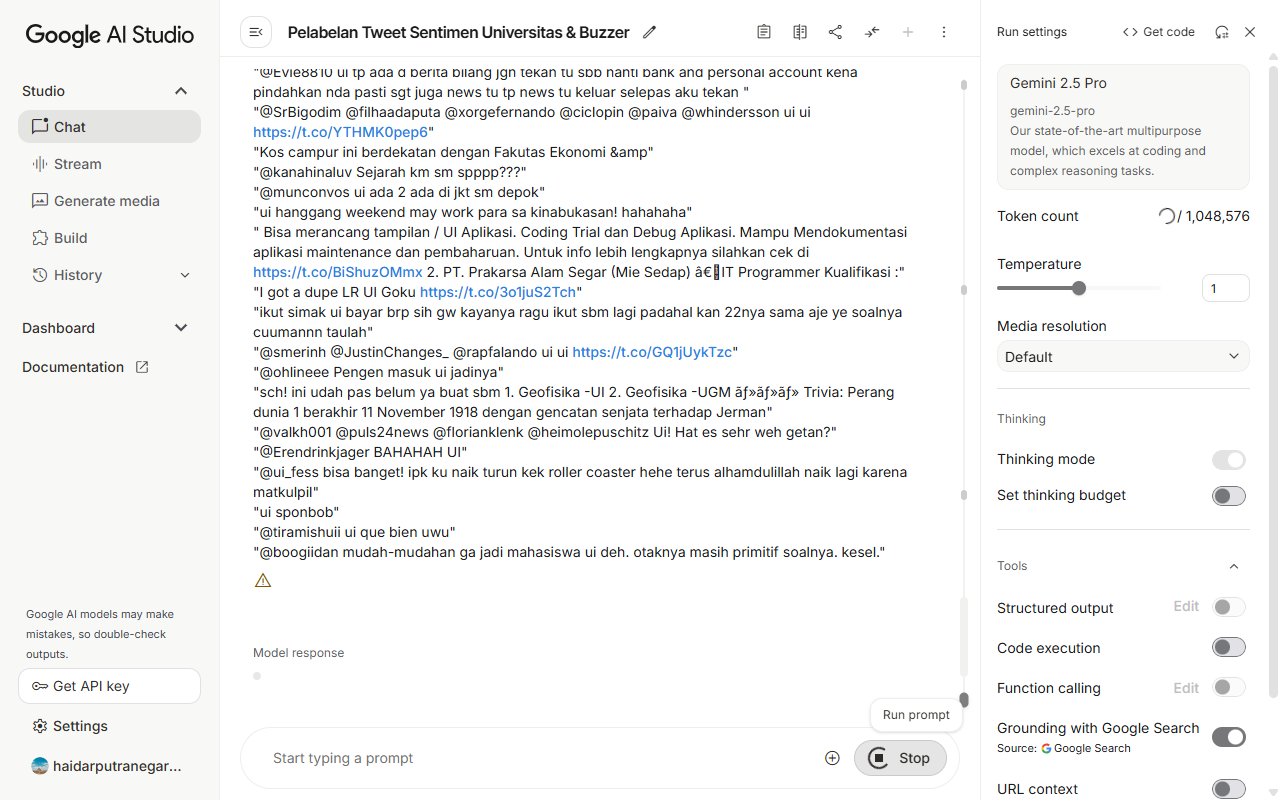 Google AI Studio
Studio
Chat
Stream
Generate media
Build
History
Dashboard
Documentation
Google AI models may make
mistakes, so double-check
outputs.
Get API key
Settings
haidarputranegar...
Pelabelan Tweet Sentimen Universitas & Buzzer
"@Evie8810 ui tp ada d berita bilang jgn tekan tu sbb nanti bank and personal account kena
pindahkan nda pasti sgt juga news tu tp news tu keluar selepas aku tekan "
"@SrBigodim @filhaadaputa @xorgefernando @ciclopin @paiva @whindersson ui ui
https://t.co/YTHMK0pep6"
"Kos campur ini berdekatan dengan Fakutas Ekonomi &amp"
"@kanahinaluv Sejarah km sm spppp???"
"@munconvos ui ada 2 ada di jkt sm depok"
"ui hanggang weekend may work para sa kinabukasan! hahahaha"
" Bisa merancang tampilan / UI Aplikasi. Coding Trial dan Debug Aplikasi. Mampu Mendokumentasi
aplikasi maintenance dan pembaharuan. Untuk info lebih lengkapnya silahkan cek di
https://t.co/BiShuzOMmx 2. PT. Prakarsa Alam Segar (Mie Sedap) â€¦IT Programmer Kualifikasi :"
"I got a dupe LR UI Goku https://t.co/3o1juS2Tch"
"ikut simak ui bayar brp sih gw kayanya ragu ikut sbm lagi padahal kan 22nya sama aje ye soalnya
cuumannn taulah"
"@smerinh @JustinChanges_ @rapfalando ui ui https://t.co/GQ1jUykTzc"
"@ohlineee Pengen masuk ui jadinya"
"sch! ini udah pas belum ya buat sbm 1. Geofisika -UI 2. Geofisika -UGM ãƒ»ãƒ»ãƒ» Trivia: Perang
dunia 1 berakhir 11 November 1918 dengan gencatan senjata terhadap Jerman"
"@valkh001 @puls24news @florianklenk @heimolepuschitz Ui! Hat es sehr weh getan?"
"@Erendrinkjager BAHAHAH UI"
"@ui_fess bisa banget! ipk ku naik turun kek roller coaster hehe terus alhamdulillah naik lagi karena
matkulpil"
"ui sponbob"
"@tiramishuii ui que bien uwu"
"@boogiidan mudah-mudahan ga jadi mahasiswa ui deh. otaknya masih primitif soalnya. kesel."
Model response
Run prompt
Start typing a prompt
Stop
Run settings
<> Get code
Gemini 2.5 Pro
gemini-2.5-pro
Our state-of-the-art multipurpose
model, which excels at coding and
complex reasoning tasks.
Token count / 1,048,576
Temperature
1
Media resolution
Default
Thinking
Thinking mode
Set thinking budget
Tools
Structured output Edit
Code execution
Function calling Edit
Grounding with Google Search
Source: Google Search
URL context